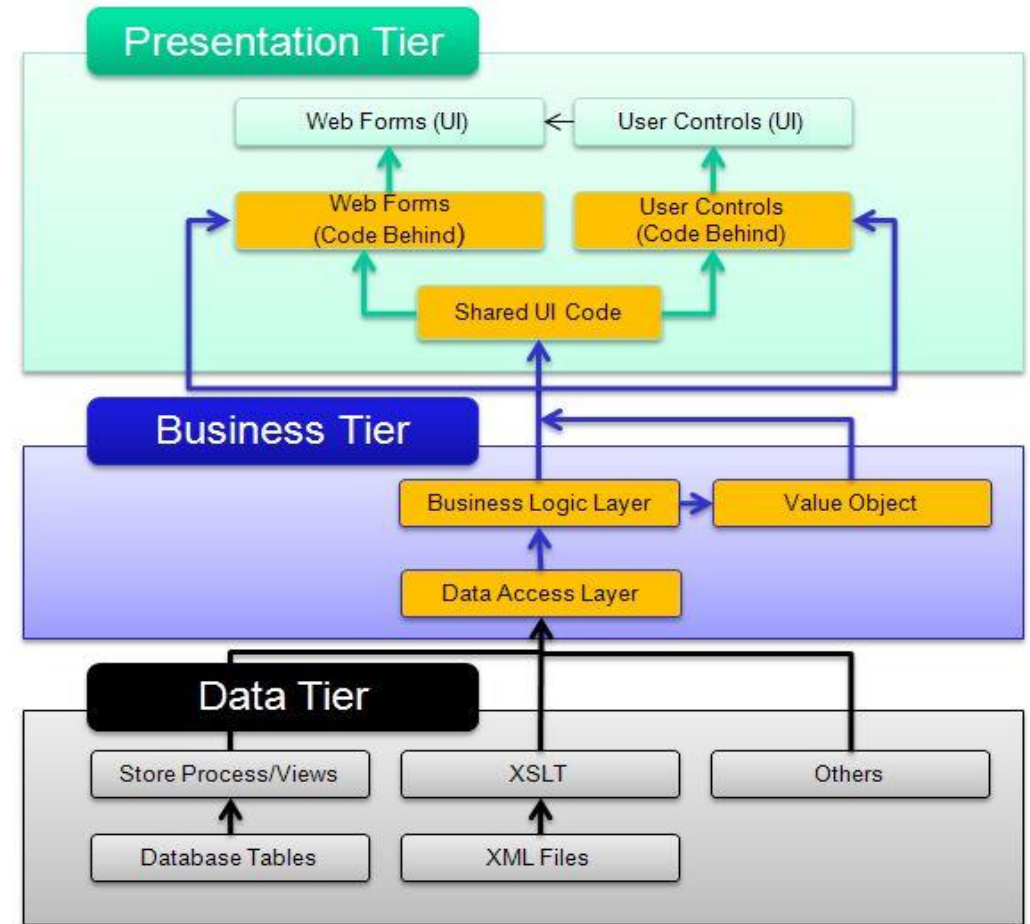 Presentation Tier
Web Forms (UI)
User Controls (UI)
Web Forms
(Code Behind)
User Controls
(Code Behind)
Shared UI Code
Business Tier
Business Logic Layer
Value Object
Data Access Layer
Data Tier
Store Process/Views
XSLT
Others
Database Tables
XML Files